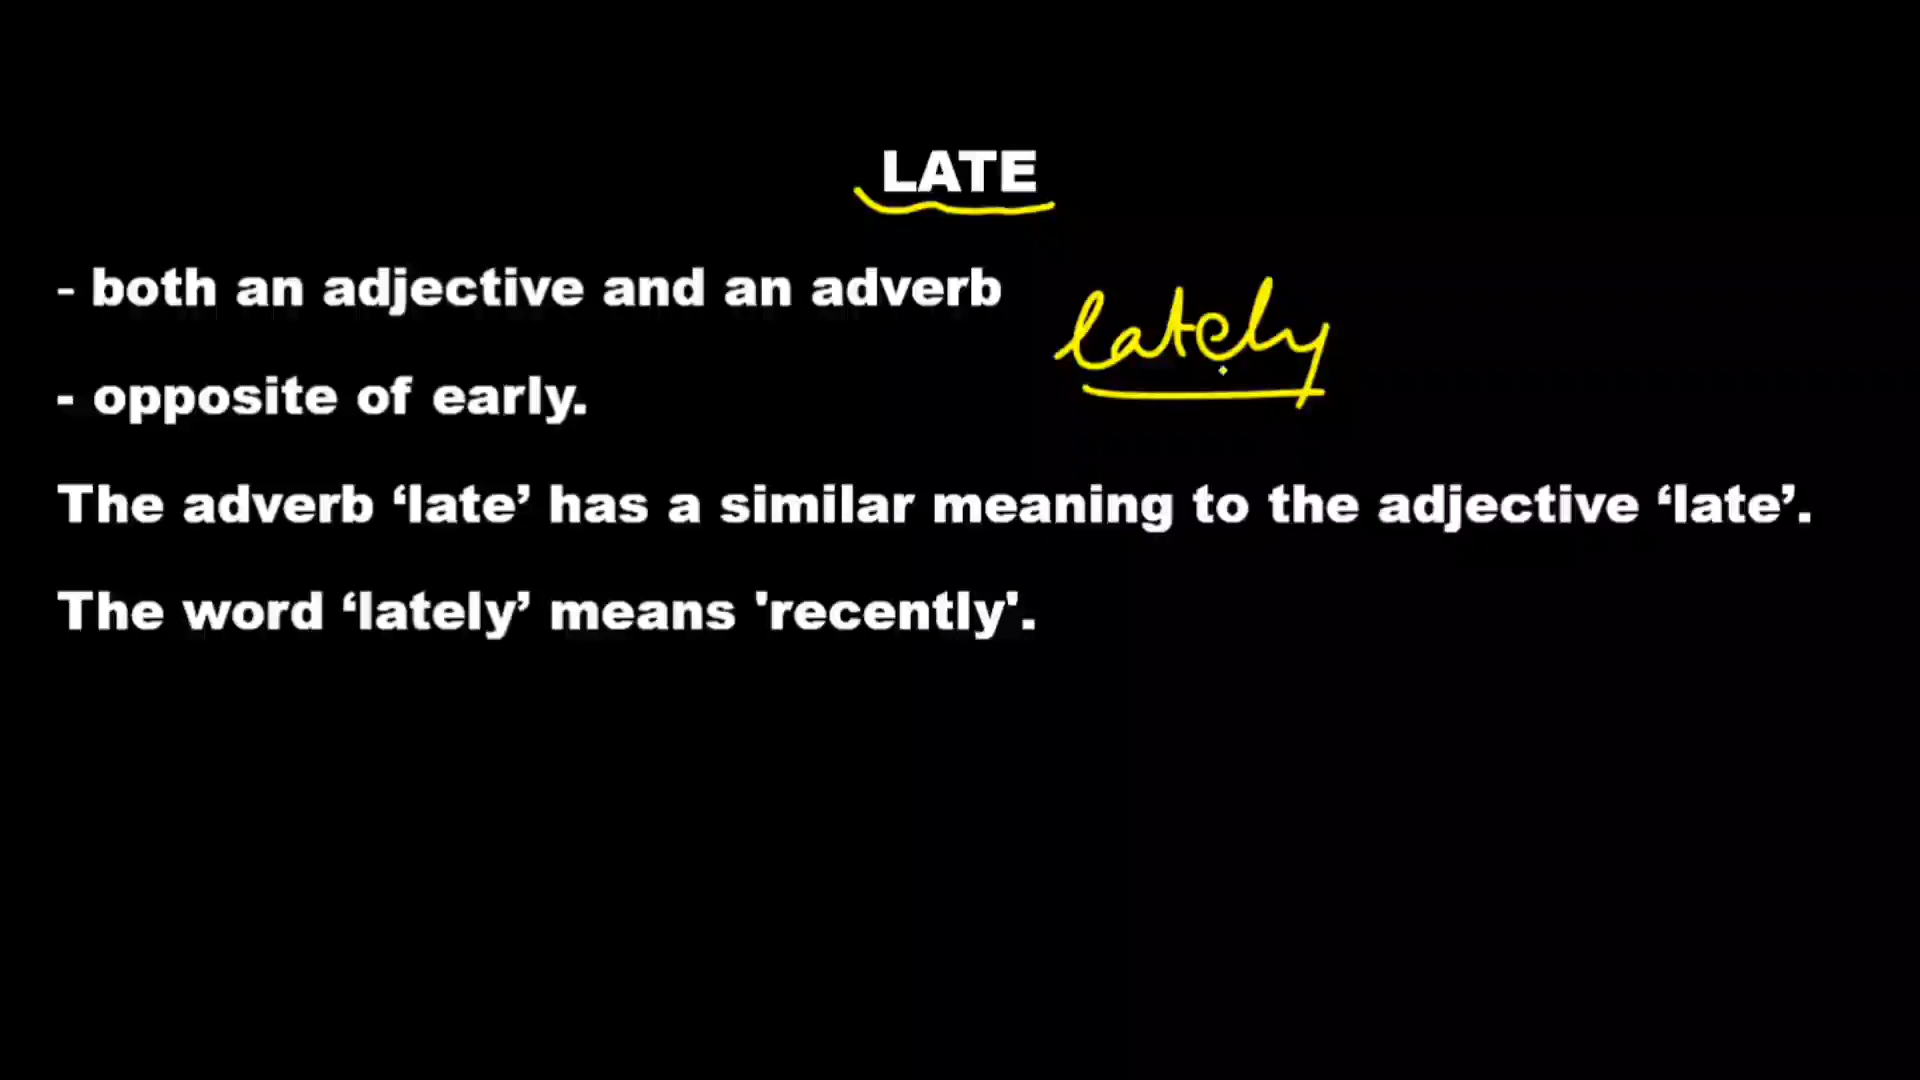 LATE
- both an adjective and an adverb
lately
- opposite of early.
The adverb ‘late’ has a similar meaning to the adjective ‘late’.
The word ‘lately’ means 'recently'.